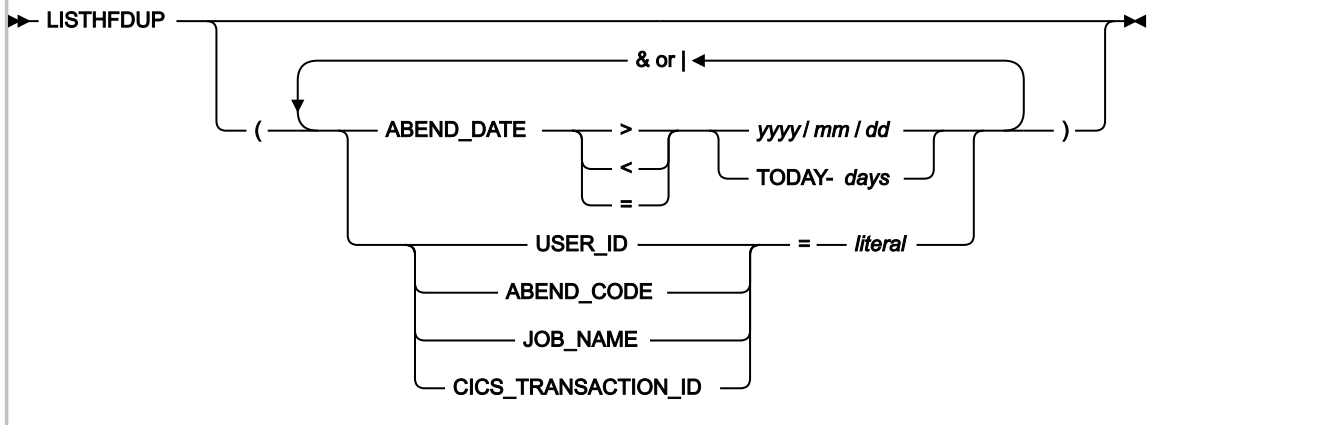 LISTHFDUP
& or |
( ABEND_DATE > yyyy / mm / dd )
< TODAY- days
=
USER_ID = literal
ABEND_CODE
JOB_NAME
CICS_TRANSACTION_ID